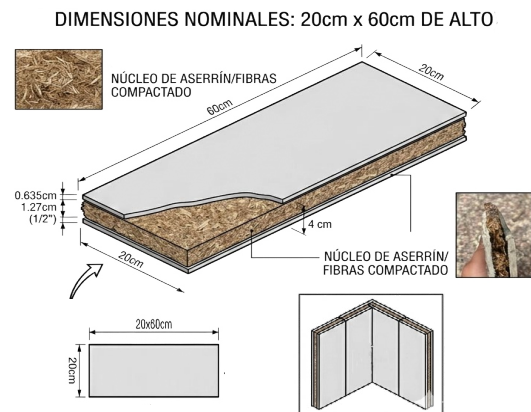 DIMENSIONES NOMINALES: 20cm x 60cm DE ALTO
NÚCLEO DE ASERRÍN/FIBRAS
COMPACTADO
60cm
20cm
0.635cm
1.27cm
(1/2")
20cm
4 cm
NÚCLEO DE ASERRÍN/
FIBRAS COMPACTADO
20x60cm
20cm